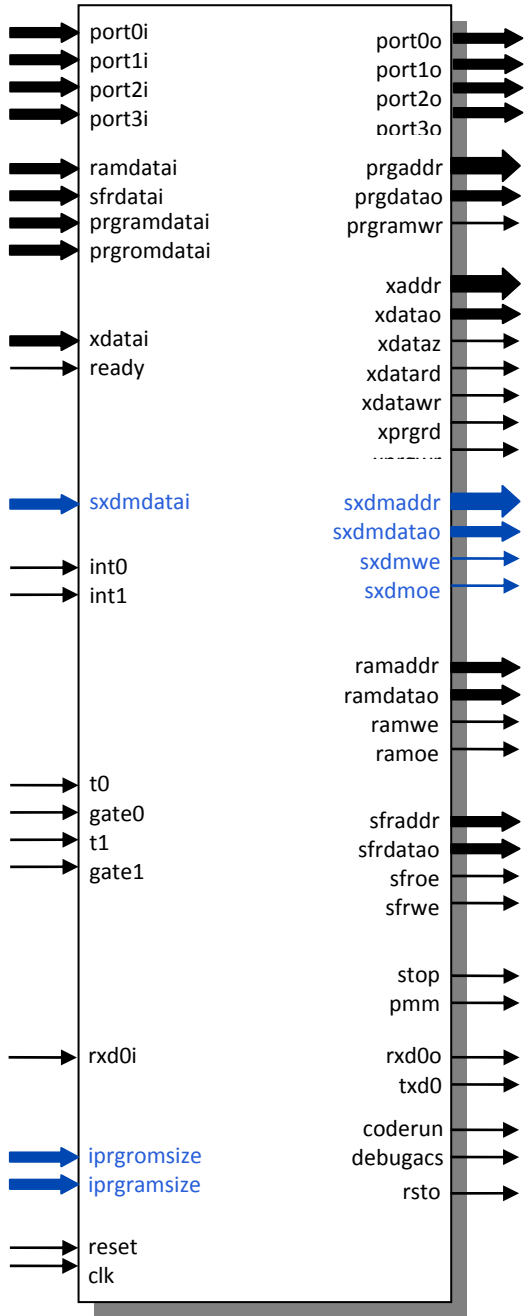 port0i
port1i
port2i
port3i
ramdatai
sfrdatai
prgramdatai
prgromdatai
xdatai
ready
sxdmdatai
int0
int1
t0
gate0
t1
gate1
rxd0i
iprgromsize
iprgramsize
reset
clk
port0o
port1o
port2o
port3o
prgaddr
prgdatao
prgramwr
xaddr
xdatao
xdataz
xdatard
xdatawr
xprgrd
sxdmaddr
sxdmdatao
sxdmwe
sxdmoe
ramaddr
ramdatao
ramwe
ramoe
sfraddr
sfrdatao
sfroe
sfrwe
stop
pmm
rxd0o
txd0
coderun
debugacs
rsto